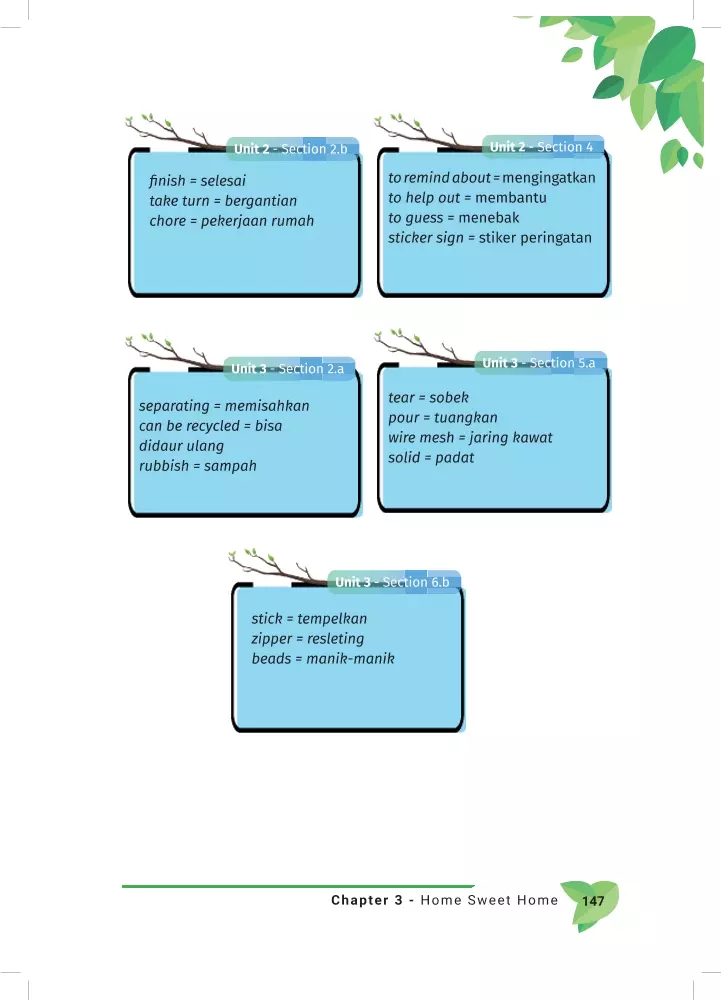 Unit 2 - Section 2.b
finish = selesai
take turn = bergantian
chore = pekerjaan rumah
Unit 2 - Section 4
to remind about = mengingatkan
to help out = membantu
to guess = menebak
sticker sign = stiker peringatan
Unit 3 - Section 2.a
separating = memisahkan
can be recycled = bisa
didaur ulang
rubbish = sampah
Unit 3 - Section 5.a
tear = sobek
pour = tuangkan
wire mesh = jaring kawat
solid = padat
Unit 3 - Section 6.b
stick = tempelkan
zipper = resleting
beads = manik-manik
Chapter 3 - Home Sweet Home 147